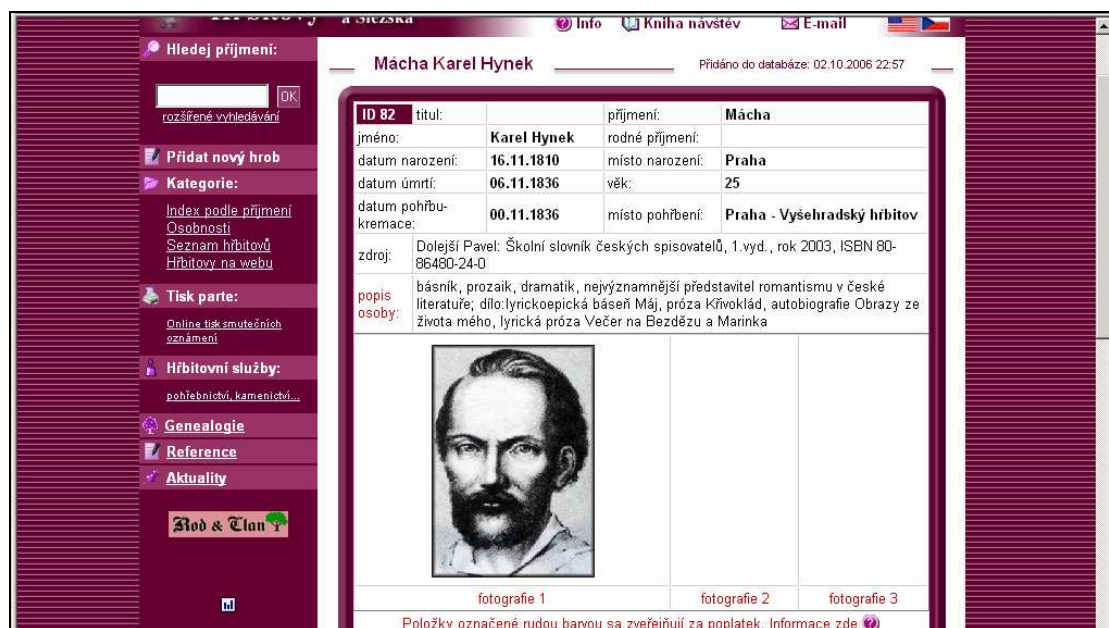 a Slezska
Info Kniha návštěv E-mail
Hledej příjmení:
OK
rozšířené vyhledávání
Přidat nový hrob
Kategorie:
Index podle příjmení
Osobnosti
Seznam hřbitovů
Hřbitovy na webu
Tisk parte:
Online tisk smutečních
oznámení
Hřbitovní služby:
pohřebnictví, kamenictví...
Genealogie
Reference
Aktuality
Rod & Clan
Mácha Karel Hynek Přidáno do databáze: 02.10.2006 22:57
ID 82 titul: příjmení: Mácha
jméno: Karel Hynek rodné příjmení:
datum narození: 16.11.1810 místo narození: Praha
datum úmrtí: 06.11.1836 věk: 25
datum pohřbu-
kremace: 00.11.1836 místo pohřbení: Praha - Vyšehradský hřbitov
zdroj: Dolejší Pavel: Školní slovník českých spisovatelů, 1.vyd., rok 2003, ISBN 80-
86480-24-0
popis osoby: básník, prozaik, dramatik, nejvýznamnější představitel romantismu v české
literatuře; dílo:lyrickoepická báseň Máj, próza Křivoklád, autobiografie Obrazy ze
života mého, lyrická próza Večer na Bezdězu a Marinka
fotografie 1 fotografie 2 fotografie 3
Položky označené rudou barvou sa zveřejňují za poplatek. Informace zde